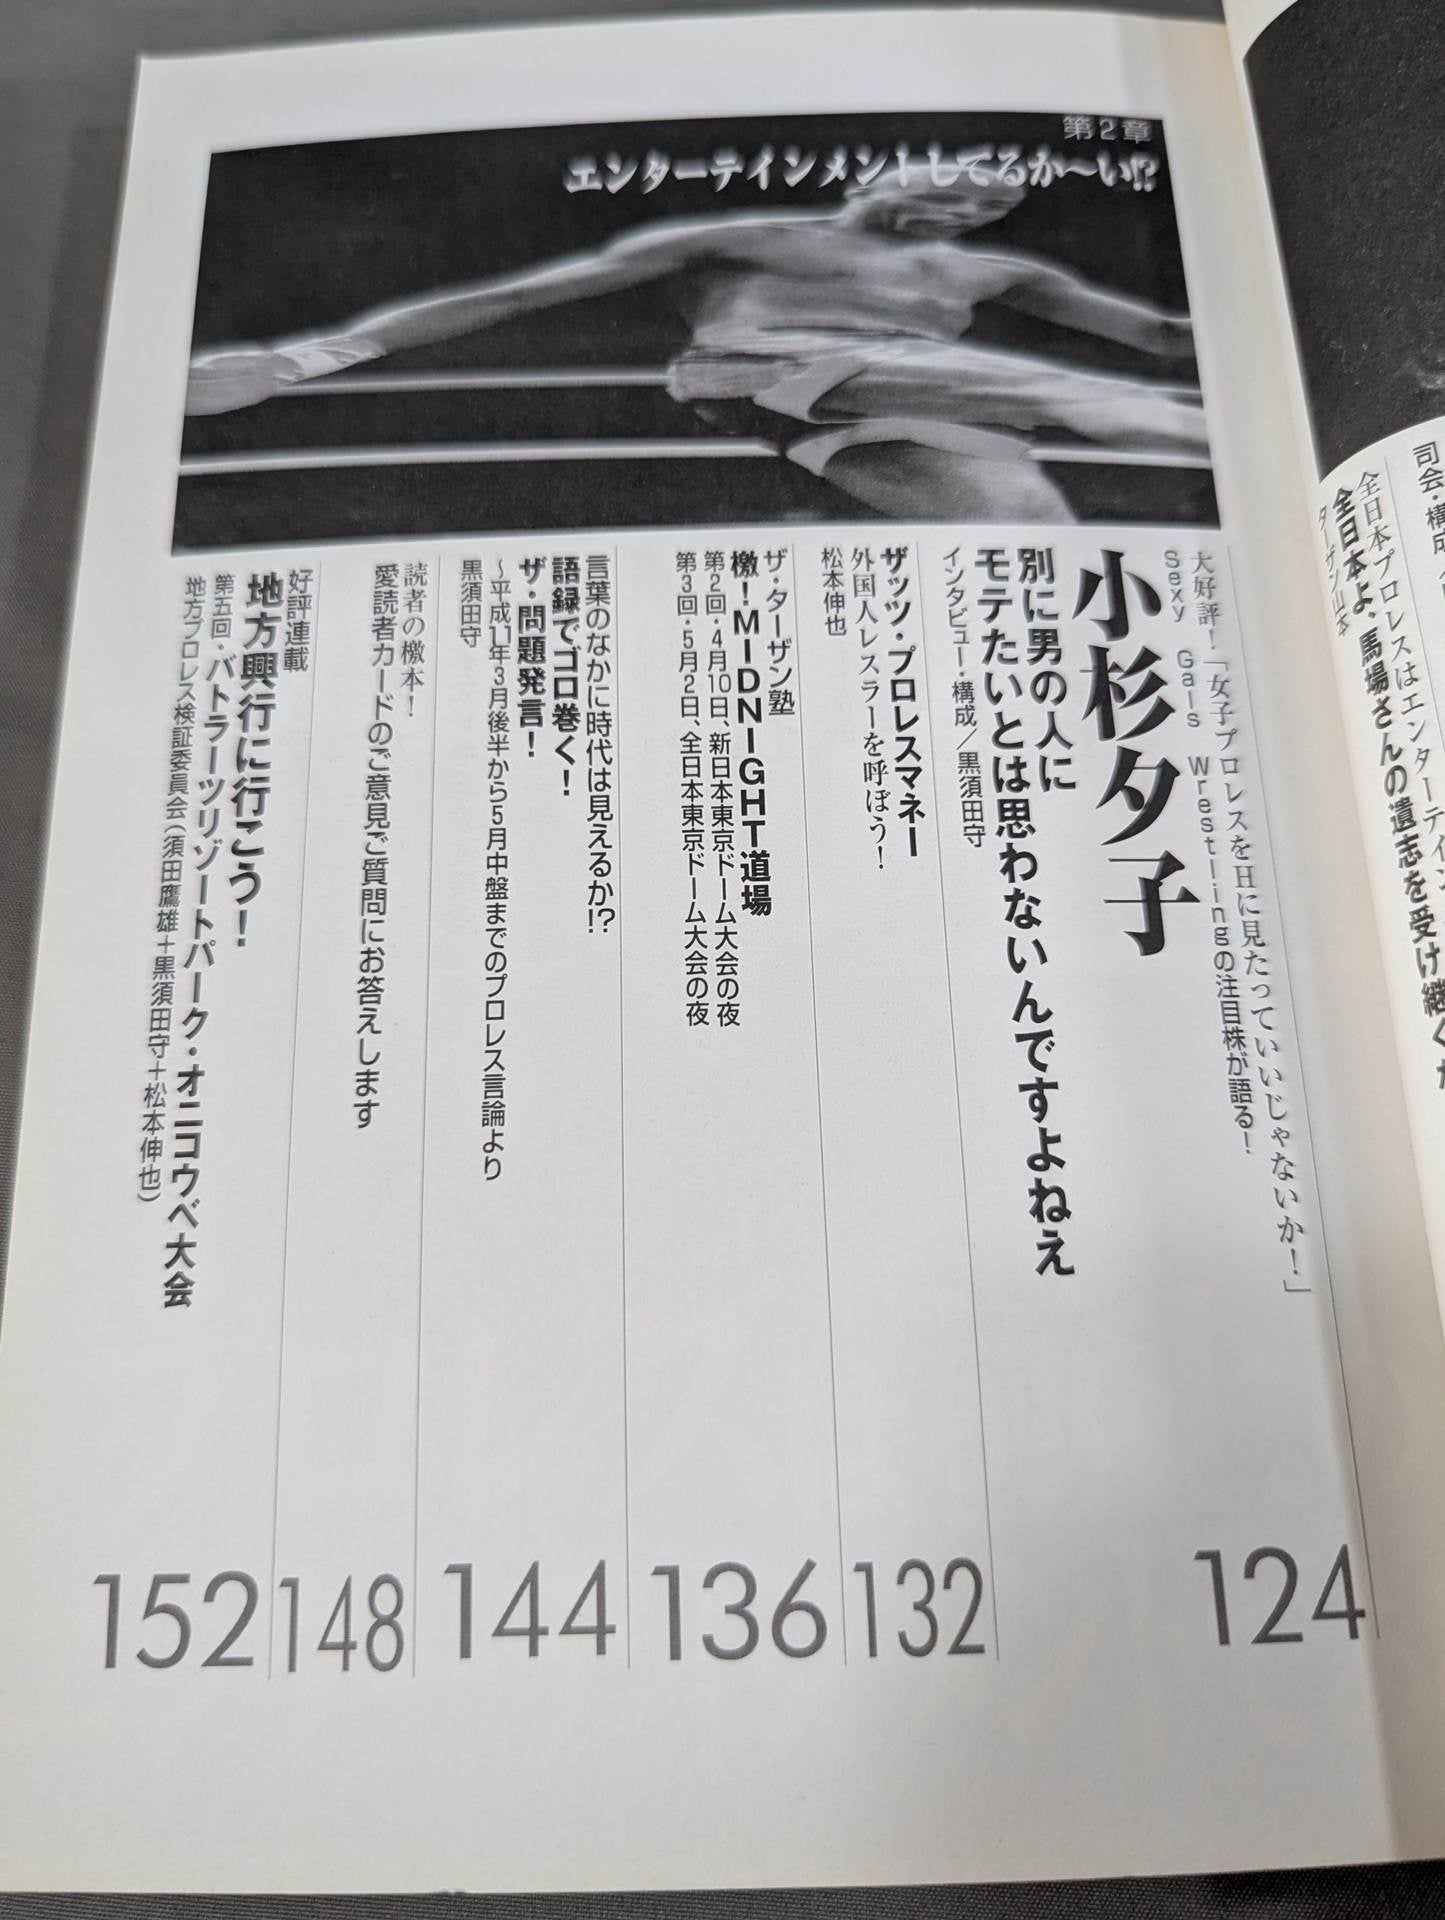 第2章
エンターテインメントしてるか〜い!?
大好評！「女子プロレスをHに見たっていいじゃないか！」
Sexy Gals Wrestlingの注目株が語る！
小杉夕子
別に男の人に
モテたいとは思わないんですよねえ
インタビュー・構成／黒須田守
124
ザッツ・プロレスマネー
外国人レスラーを呼ぼう！
松本伸也
132
ザ・ターザン塾
檄！MIDNIGHT道場
第2回・4月10日、新日本東京ドーム大会の夜
第3回・5月2日、全日本東京ドーム大会の夜
136
言葉のなかに時代は見えるか!?
語録でゴロ巻く！
ザ・問題発言！
〜平成11年3月後半から5月中盤までのプロレス言論より
黒須田守
144
読者の檄本！
愛読者カードのご意見ご質問にお答えします
148
好評連載
地方興行に行こう！
第五回・バトラーツリゾートパーク・オニコウベ大会
地方プロレス検証委員会（須田鷹雄＋黒須田守＋松本伸也）
152
司会・構成
全日本プロレスはエンターテイン
全日本よ、馬場さんの遺志を受け継ぐ
ターザン山本